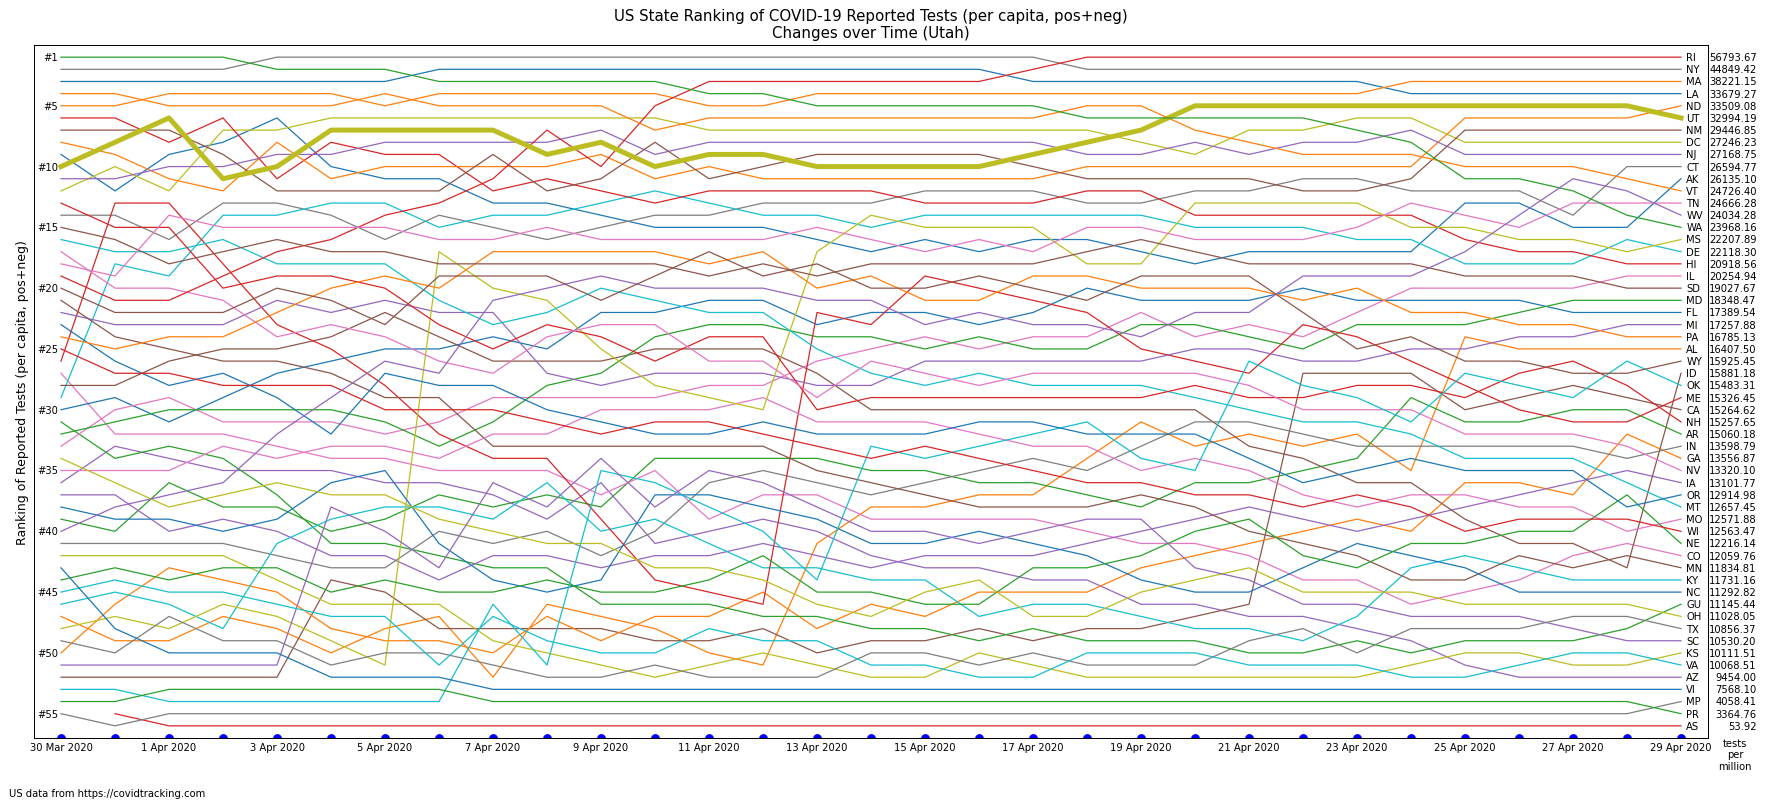 US State Ranking of COVID-19 Reported Tests (per capita, pos+neg)
Changes over Time (Utah)
Ranking of Reported Tests (per capita, pos+neg)
#1
#5
#10
#15
#20
#25
#30
#35
#40
#45
#50
#55
RI 56793.67
NY 44849.42
MA 38221.15
LA 33679.27
ND 33509.08
UT 32994.19
NM 29446.85
DC 27246.23
NJ 27168.75
CT 26594.77
AK 26135.10
VT 24726.40
TN 24666.28
WV 24034.28
WA 23968.16
MS 22207.89
DE 22118.30
HI 20918.56
IL 20254.94
SD 19027.67
MD 18348.47
FL 17389.54
MI 17257.88
PA 16785.13
AL 16407.50
WY 15925.45
ID 15881.18
OK 15483.31
ME 15326.45
CA 15264.62
NH 15257.65
AR 15060.18
IN 13598.79
GA 13556.87
NV 13320.10
IA 13101.77
OR 12914.98
MT 12657.45
MO 12571.88
WI 12563.47
NE 12216.14
CO 12059.76
MN 11834.81
KY 11731.16
NC 11292.82
GU 11145.44
OH 11028.05
TX 10856.37
SC 10530.20
KS 10111.51
VA 10068.51
AZ 9454.00
VI 7568.10
MP 4058.41
PR 3364.76
AS 53.92
30 Mar 2020 1 Apr 2020 3 Apr 2020 5 Apr 2020 7 Apr 2020 9 Apr 2020 11 Apr 2020 13 Apr 2020 15 Apr 2020 17 Apr 2020 19 Apr 2020 21 Apr 2020 23 Apr 2020 25 Apr 2020 27 Apr 2020 29 Apr 2020
tests
per
million
US data from https://covidtracking.com